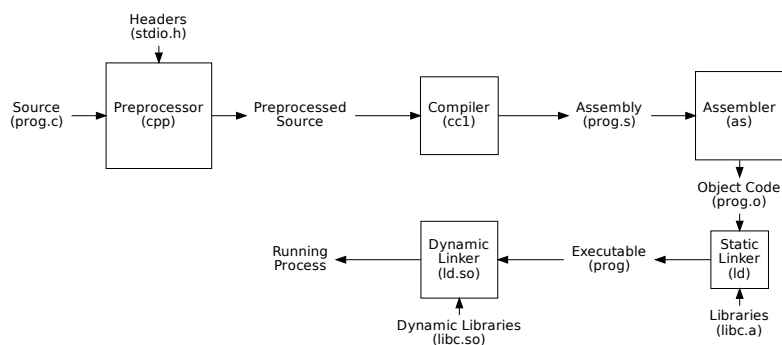 Headers
(stdio.h)
Source
(prog.c)
Preprocessor
(cpp)
Preprocessed
Source
Compiler
(cc1)
Assembly
(prog.s)
Assembler
(as)
Object Code
(prog.o)
Static
Linker
(ld)
Libraries
(libc.a)
Executable
(prog)
Dynamic
Linker
(ld.so)
Dynamic Libraries
(libc.so)
Running
Process